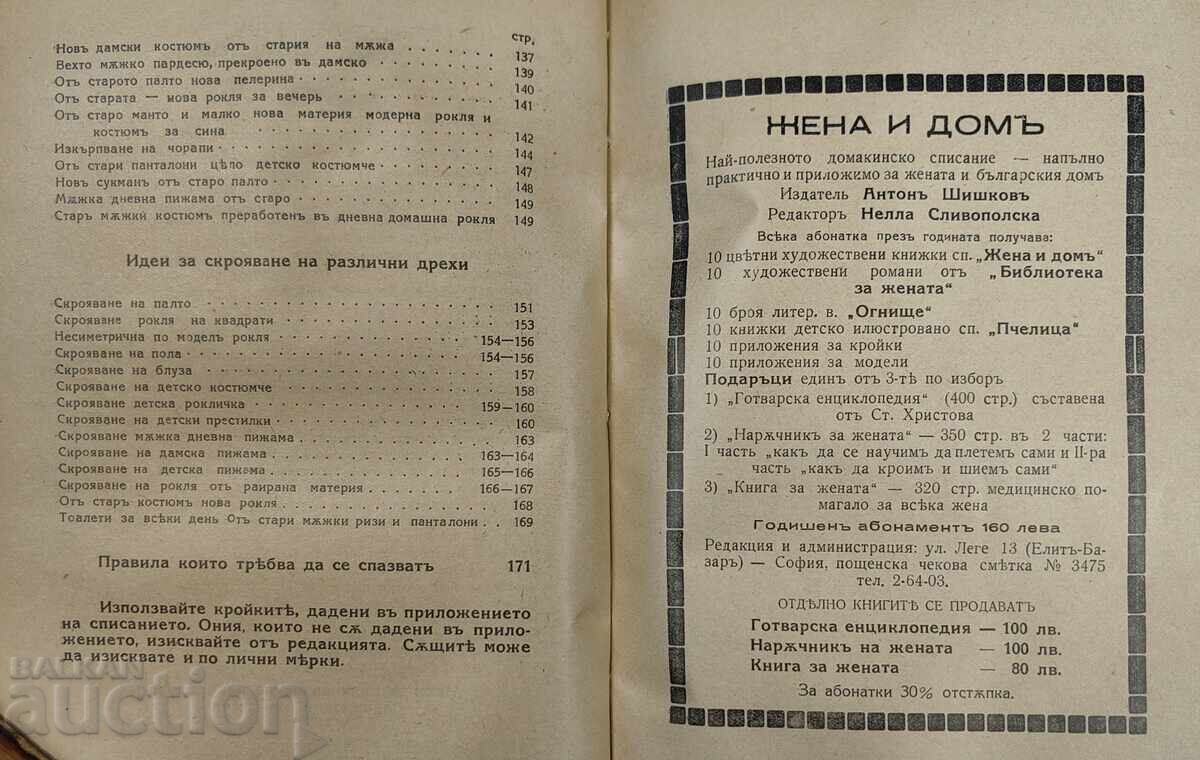 стр.
Новъ дамски костюмъ отъ стария на мѫжа . . . . . . . 137
Вехто мѫжко пардесю, прекроено въ дамско . . . . . . . . . 139
Отъ старото палто нова пелерина . . . . . . . . . . . . . . 140
Отъ старата — нова рокля за вечерь . . . . . . . . . . . . 141
Отъ старо манто и малко нова материя модерна рокля и
костюмъ за сина . . . . . . . . . . . . . . . . 142
Изкърпване на чорапи . . . . . . . . . . . . . . . . . . . . 144
Отъ стари панталони цѣло детско костюмче . . . . . . . . . 147
Новъ сукманъ отъ старо палто . . . . . . . . . . . . . . . . 148
Мѫжка дневна пижама отъ старо . . . . . . . . . . . . . . . 149
Старъ мѫжки костюмъ преработенъ въ дневна домашна рокля 149
Идеи за скрояване на различни дрехи
Скрояване на палто . . . . . . . . . . . . . . . . . . . . . 151
Скрояване рокля на квадрати . . . . . . . . . . . . . . . . 153
Несиметрична по моделъ рокля . . . . . . . . . . . . . 154—156
Скрояване на пола . . . . . . . . . . . . . . . . . . . 154—156
Скрояване на блуза . . . . . . . . . . . . . . . . . . . . . 157
Скрояване на детско костюмче . . . . . . . . . . . . . . . . 158
Скрояване детска рокличка . . . . . . . . . . . . . . . 159—160
Скрояване на детски престилки . . . . . . . . . . . . . . . . 160
Скрояване мѫжка дневна пижама . . . . . . . . . . . . . . 163
Скрояване на дамска пижама . . . . . . . . . . . . . . 163—164
Скрояване на детска пижама . . . . . . . . . . . . . . 165—166
Скрояване на рокля отъ раирана материя . . . . . . . . 166—167
Отъ старъ костюмъ нова рокля . . . . . . . . . . . . . . . . 168
Тоалети за всѣки день отъ стари мѫжки ризи и панталони . . 169
Правила които трѣбва да се спазватъ 171
Използвайте кройкитѣ, дадени въ приложението
на списанието. Ония, които не сѫ дадени въ прило-
жението, изисквайте отъ редакцията. Сѫщитѣ може
да изисквате и по лични мѣрки.
БАЛКАН
auction
ЖЕНА И ДОМЪ
Най-полезното домакинско списание — напълно
практично и приложимо за жената и българския домъ
Издатель Антонъ Шишковъ
Редакторъ Нелла Сливополска
Всѣка абонатка презъ годината получава:
10 цвѣтни художествени книжки сп. „Жена и домъ“
10 художествени романи отъ „Библиотека
за жената“
10 броя литер. в. „Огнище“
10 книжки детско илюстровано сп. „Пчелица“
10 приложения за кройки
10 приложения за модели
Подаръци единъ отъ 3-тѣ по изборъ
1) „Готварска енциклопедия“ (400 стр.) съставена
отъ Ст. Христова
2) „Нарѫчникъ за жената“ — 350 стр. въ 2 части:
I часть „какъ да се научимъ да плетемъ сами и II-ра
часть „какъ да кроимъ и шиемъ сами“
3) „Книга за жената“ — 320 стр. медицинско по-
магало за всѣка жена
Годишенъ абонаментъ 160 лева
Редакция и администрация: ул. Леге 13 (Елитъ-Ба-
заръ) — София, пощенска чекова смѣтка № 3475
тел. 2-64-03.
ОТДѢЛНО КНИГИТѢ СЕ ПРОДАВАТЪ
Готварска енциклопедия — 100 лв.
Нарѫчникъ на жената — 100 лв.
Книга за жената — 80 лв.
За абонатки 30% отстѫпка.